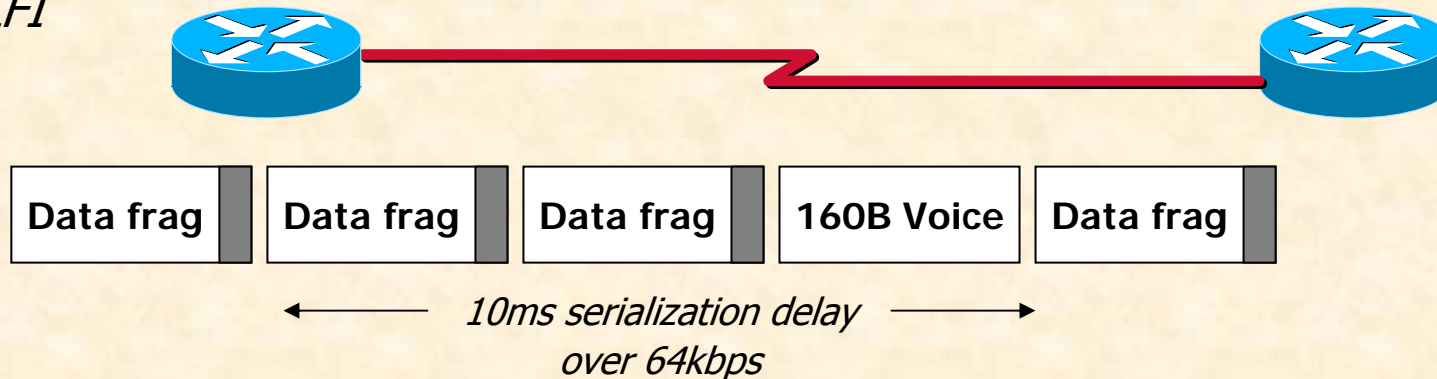 Data frag Data frag Data frag 160B Voice Data frag
10ms serialization delay
over 64kbps